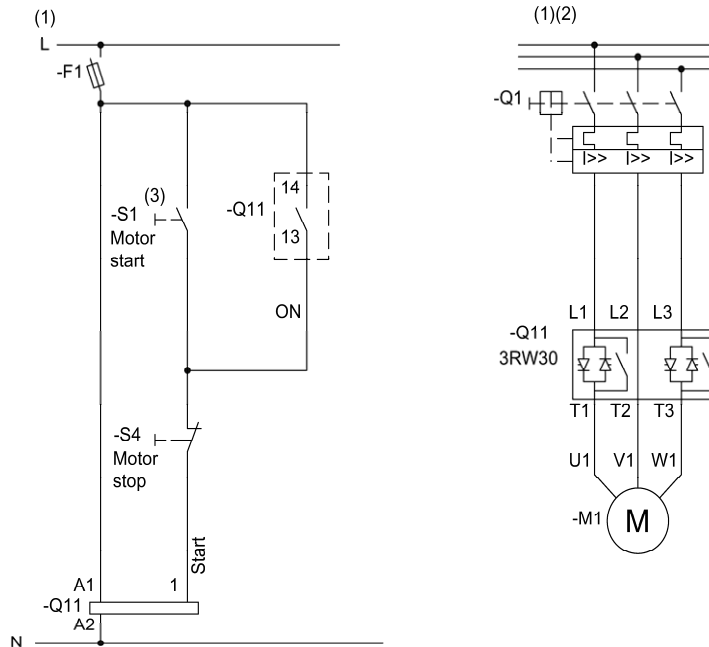 (1)
L
-F1
(3)
-S1
Motor
start
-Q11
14
13
ON
-S4
Motor
stop
Start
A1
1
-Q11
A2
N
(1)(2)
-Q1
I>>
I>>
I>>
L1
L2
L3
-Q11
3RW30
T1
T2
T3
U1
V1
W1
-M1
M